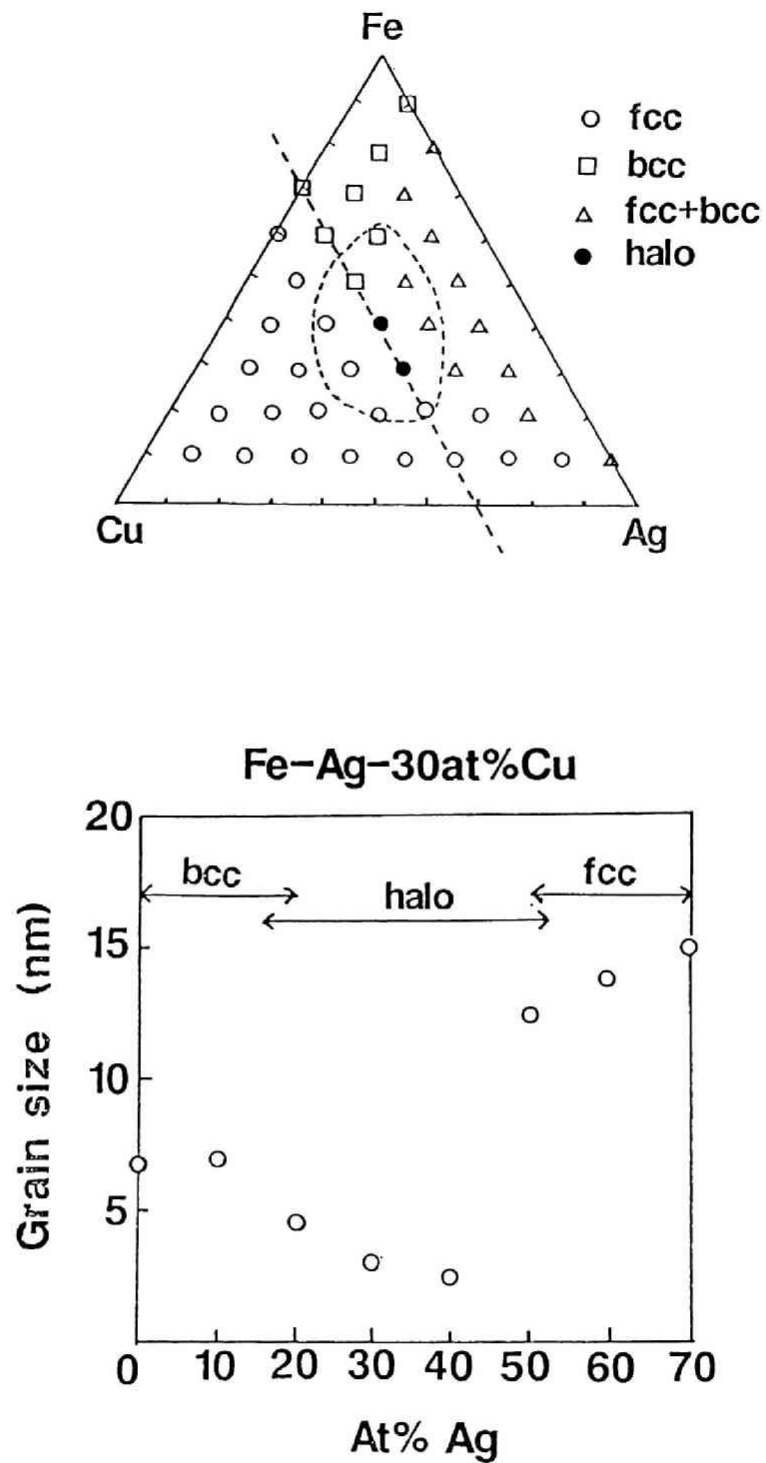 Fe
fcc
bcc
fcc+bcc
halo
Cu
Ag
Fe-Ag-30at%Cu
20
15
10
5
Grain size (nm)
bcc
halo
fcc
0 10 20 30 40 50 60 70
At% Ag